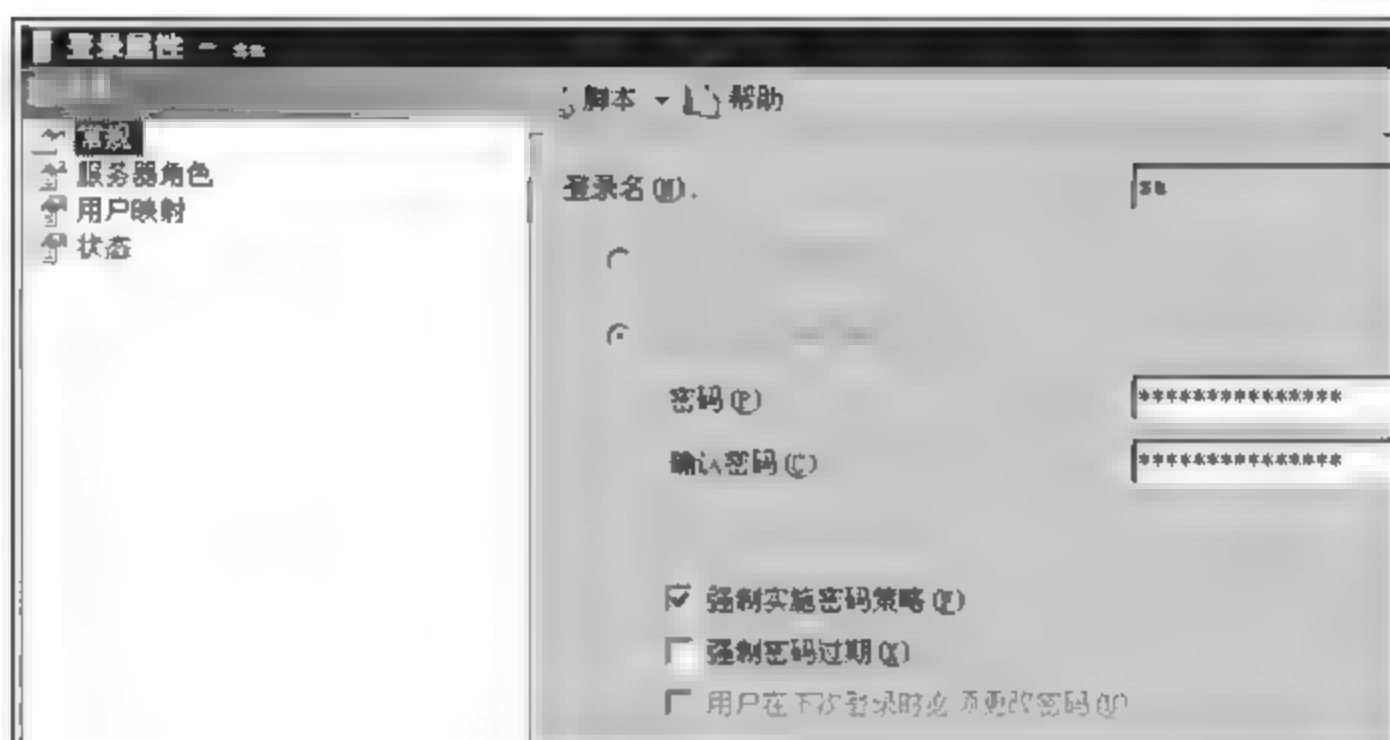 登录属性 - sa
脚本 帮助
常规
服务器角色
用户映射
状态
登录名(N).
sa
密码(P)
***************
确认密码(C)
***************
强制实施密码策略(F)
强制密码过期(X)
用户在下次登录时必须更改密码(U)